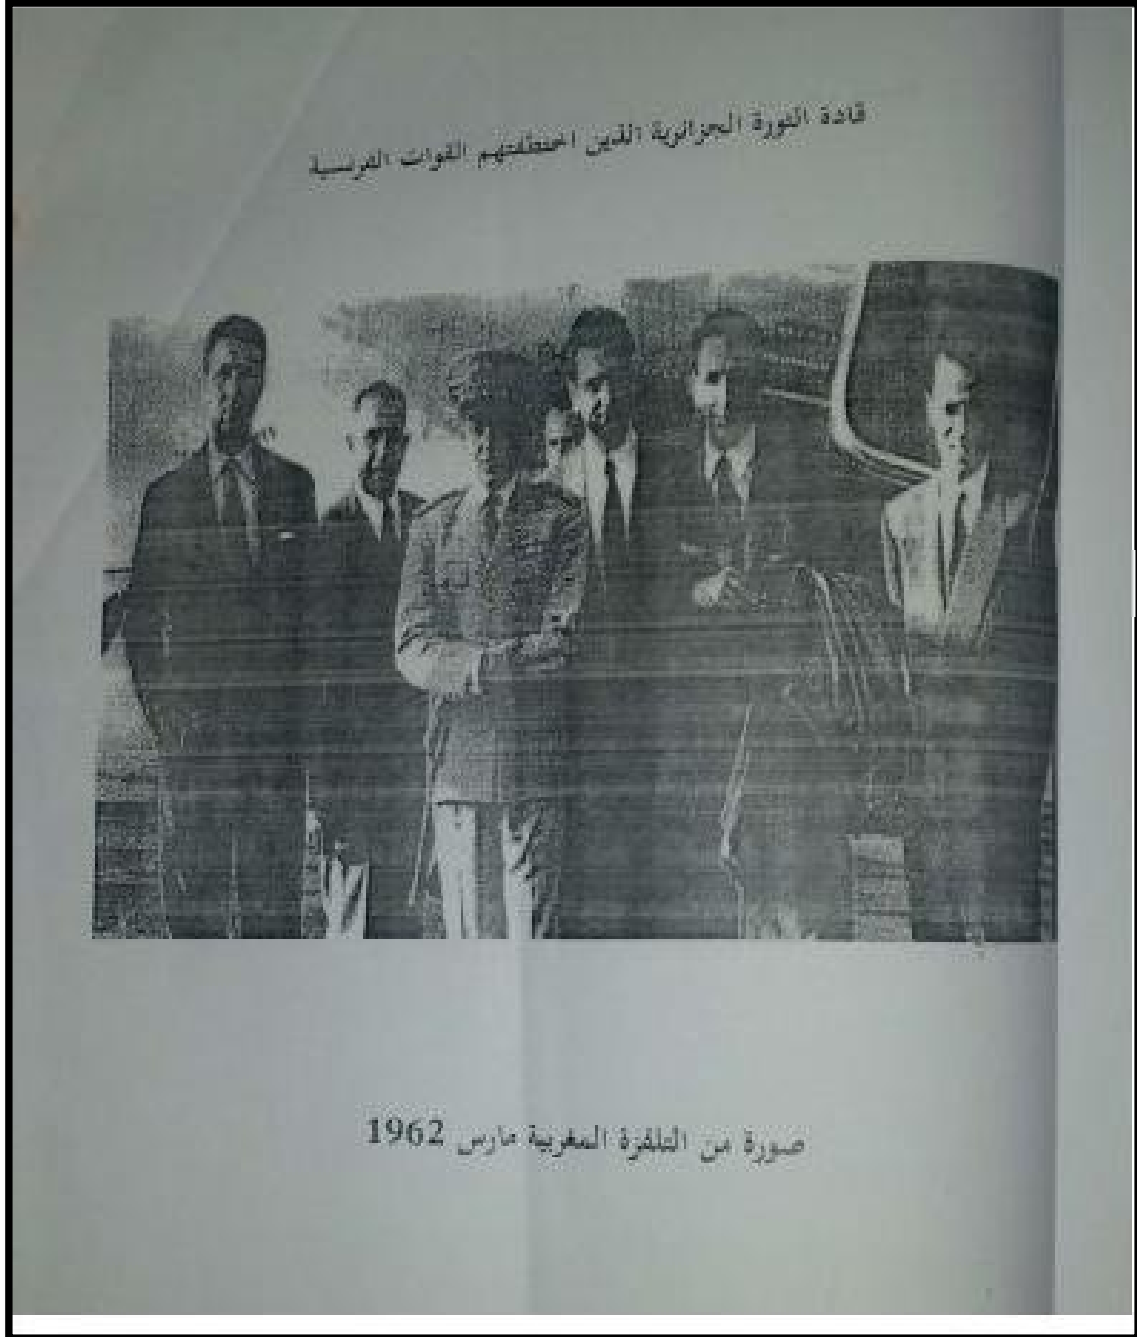 قادة الثورة الجزائرية الذين اختطفتهم القوات الفرنسية
صورة من التلفزة المغربية مارس 1962